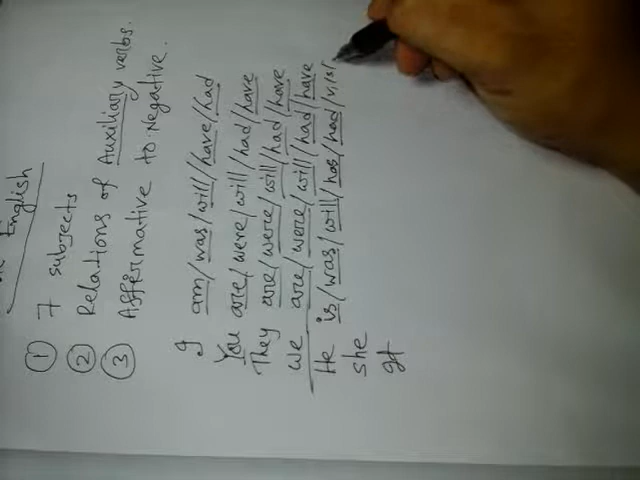 English
① 7 subjects
② Relations of Auxiliary verbs.
③ Affirmative to Negative.
I am/was/will/have/had
You are/were/will/had/have
They are/were/will/had/have
We are/were/will/had/have
He is/was/will/has/had/
she
It